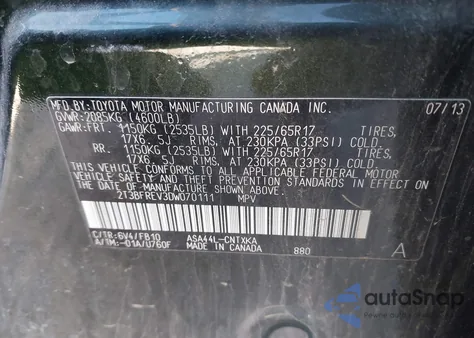 MFD.BY:TOYOTA MOTOR MANUFACTURING CANADA INC. 07/13
GVWR:2085KG (4600LB)
GAWR:FRT. 1150KG (2535LB) WITH 225/65R17 TIRES,
17X6. 5J RIMS, AT 230KPA (33PSI) COLD.
RR. 1150KG (2535LB) WITH 225/65R17 TIRES,
17X6. 5J RIMS, AT 230KPA (33PSI) COLD.
THIS VEHICLE CONFORMS TO ALL APPLICABLE FEDERAL MOTOR
VEHICLE SAFETY AND THEFT PREVENTION STANDARDS IN EFFECT
ON THE DATE OF MANUFACTURE SHOWN ABOVE.
2T3BFREV3DW070111 MPV
C/TR:6V4/FB10 ASA44L-CNTXKA
A/TM:-01A/U760F MADE IN CANADA 880 A
autoSnap